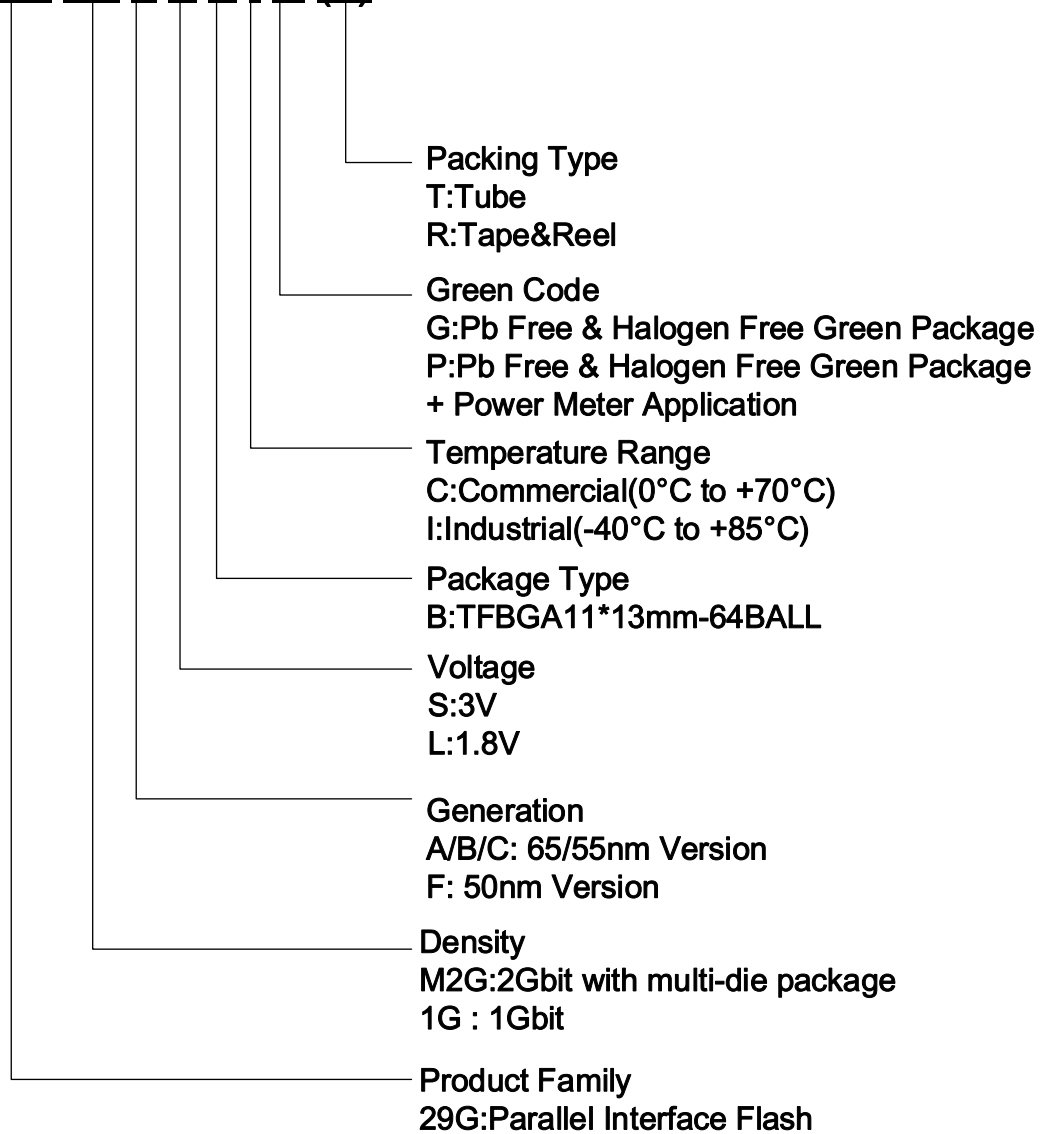 Packing Type
T:Tube
R:Tape&Reel
Green Code
G:Pb Free & Halogen Free Green Package
P:Pb Free & Halogen Free Green Package
+ Power Meter Application
Temperature Range
C:Commercial(0°C to +70°C)
I:Industrial(-40°C to +85°C)
Package Type
B:TFBGA11*13mm-64BALL
Voltage
S:3V
L:1.8V
Generation
A/B/C: 65/55nm Version
F: 50nm Version
Density
M2G:2Gbit with multi-die package
1G : 1Gbit
Product Family
29G:Parallel Interface Flash